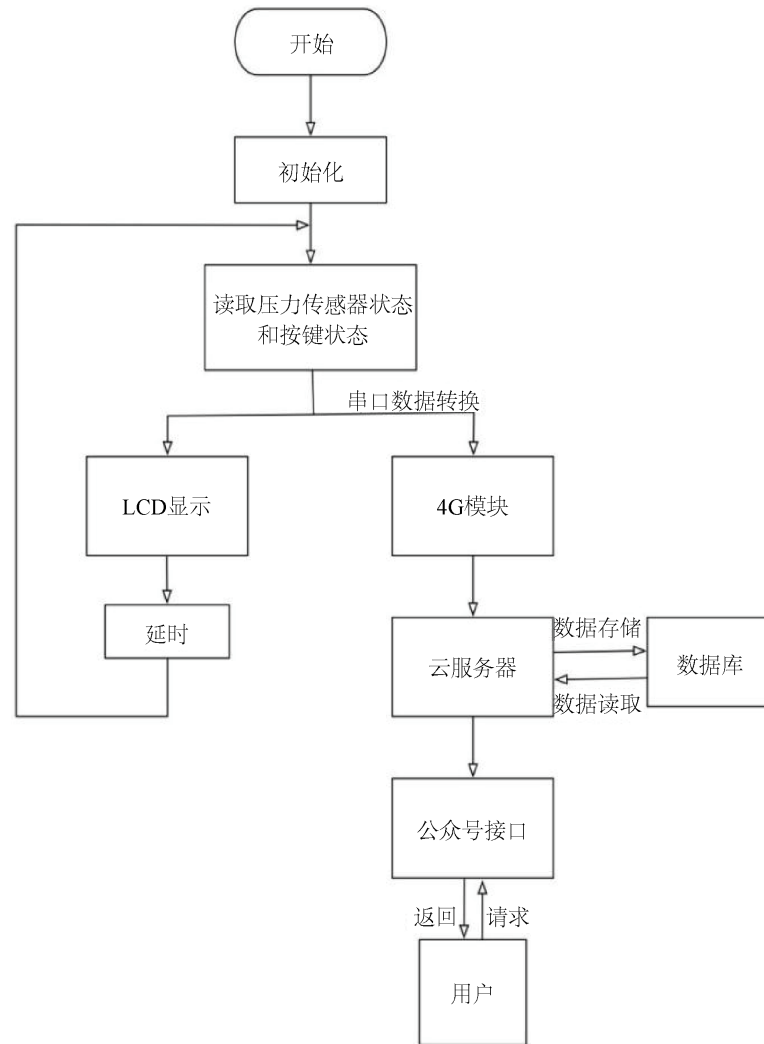 开始
初始化
读取压力传感器状态
和按键状态
串口数据转换
LCD显示
4G模块
延时
数据存储
云服务器
数据库
数据读取
公众号接口
返回
请求
用户